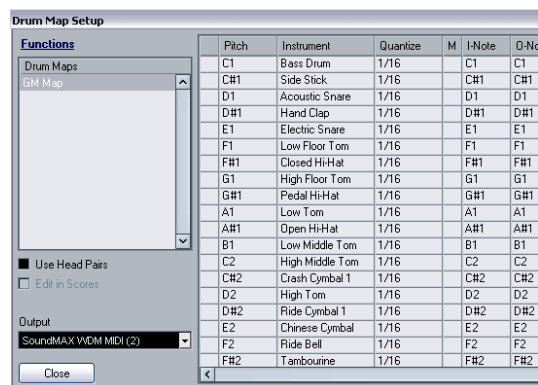 Drum Map Setup
Functions
Drum Maps
GM Map
Use Head Pairs
Edit in Scores
Output
SoundMAX WDM MIDI (2)
Close
Pitch Instrument Quantize M I-Note O-No
C1 Bass Drum 1/16 C1 C1
C#1 Side Stick 1/16 C#1 C#1
D1 Acoustic Snare 1/16 D1 D1
D#1 Hand Clap 1/16 D#1 D#1
E1 Electric Snare 1/16 E1 E1
F1 Low Floor Tom 1/16 F1 F1
F#1 Closed Hi-Hat 1/16 F#1 F#1
G1 High Floor Tom 1/16 G1 G1
G#1 Pedal Hi-Hat 1/16 G#1 G#1
A1 Low Tom 1/16 A1 A1
A#1 Open Hi-Hat 1/16 A#1 A#1
B1 Low Middle Tom 1/16 B1 B1
C2 High Middle Tom 1/16 C2 C2
C#2 Crash Cymbal 1 1/16 C#2 C#2
D2 High Tom 1/16 D2 D2
D#2 Ride Cymbal 1 1/16 D#2 D#2
E2 Chinese Cymbal 1/16 E2 E2
F2 Ride Bell 1/16 F2 F2
F#2 Tambourine 1/16 F#2 F#2